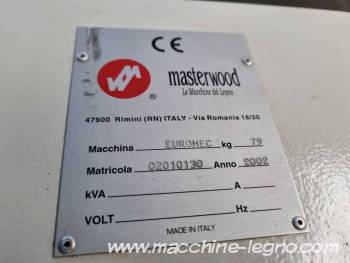 CE
masterwood
Le Macchine del Legno
47900 Rimini (RN) ITALY - Via Romania 18/20
Macchina EUROMEC kg 79
Matricola 02010130 Anno 2002
kVA A
VOLT Hz
MADE IN ITALY
www.macchine-legno.com